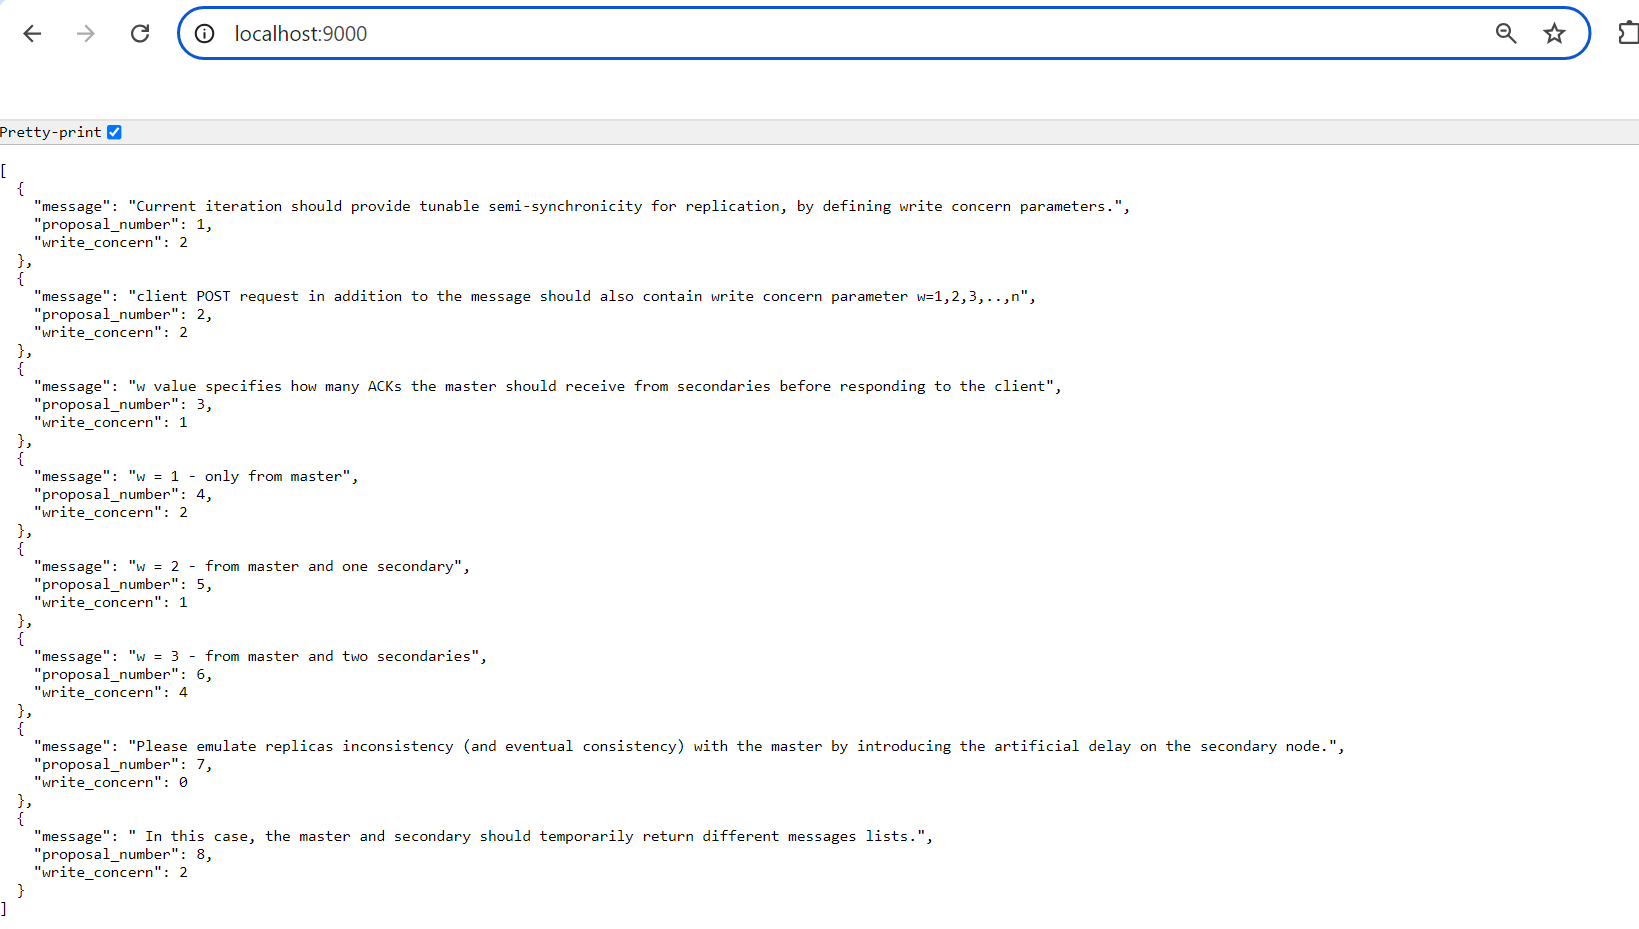 localhost:9000
Pretty-print
[
  {
    "message": "Current iteration should provide tunable semi-synchronicity for replication, by defining write concern parameters.",
    "proposal_number": 1,
    "write_concern": 2
  },
  {
    "message": "client POST request in addition to the message should also contain write concern parameter w=1,2,3,..,n",
    "proposal_number": 2,
    "write_concern": 2
  },
  {
    "message": "w value specifies how many ACKs the master should receive from secondaries before responding to the client",
    "proposal_number": 3,
    "write_concern": 1
  },
  {
    "message": "w = 1 - only from master",
    "proposal_number": 4,
    "write_concern": 2
  },
  {
    "message": "w = 2 - from master and one secondary",
    "proposal_number": 5,
    "write_concern": 1
  },
  {
    "message": "w = 3 - from master and two secondaries",
    "proposal_number": 6,
    "write_concern": 4
  },
  {
    "message": "Please emulate replicas inconsistency (and eventual consistency) with the master by introducing the artificial delay on the secondary node.",
    "proposal_number": 7,
    "write_concern": 0
  },
  {
    "message": " In this case, the master and secondary should temporarily return different messages lists.",
    "proposal_number": 8,
    "write_concern": 2
  }
]